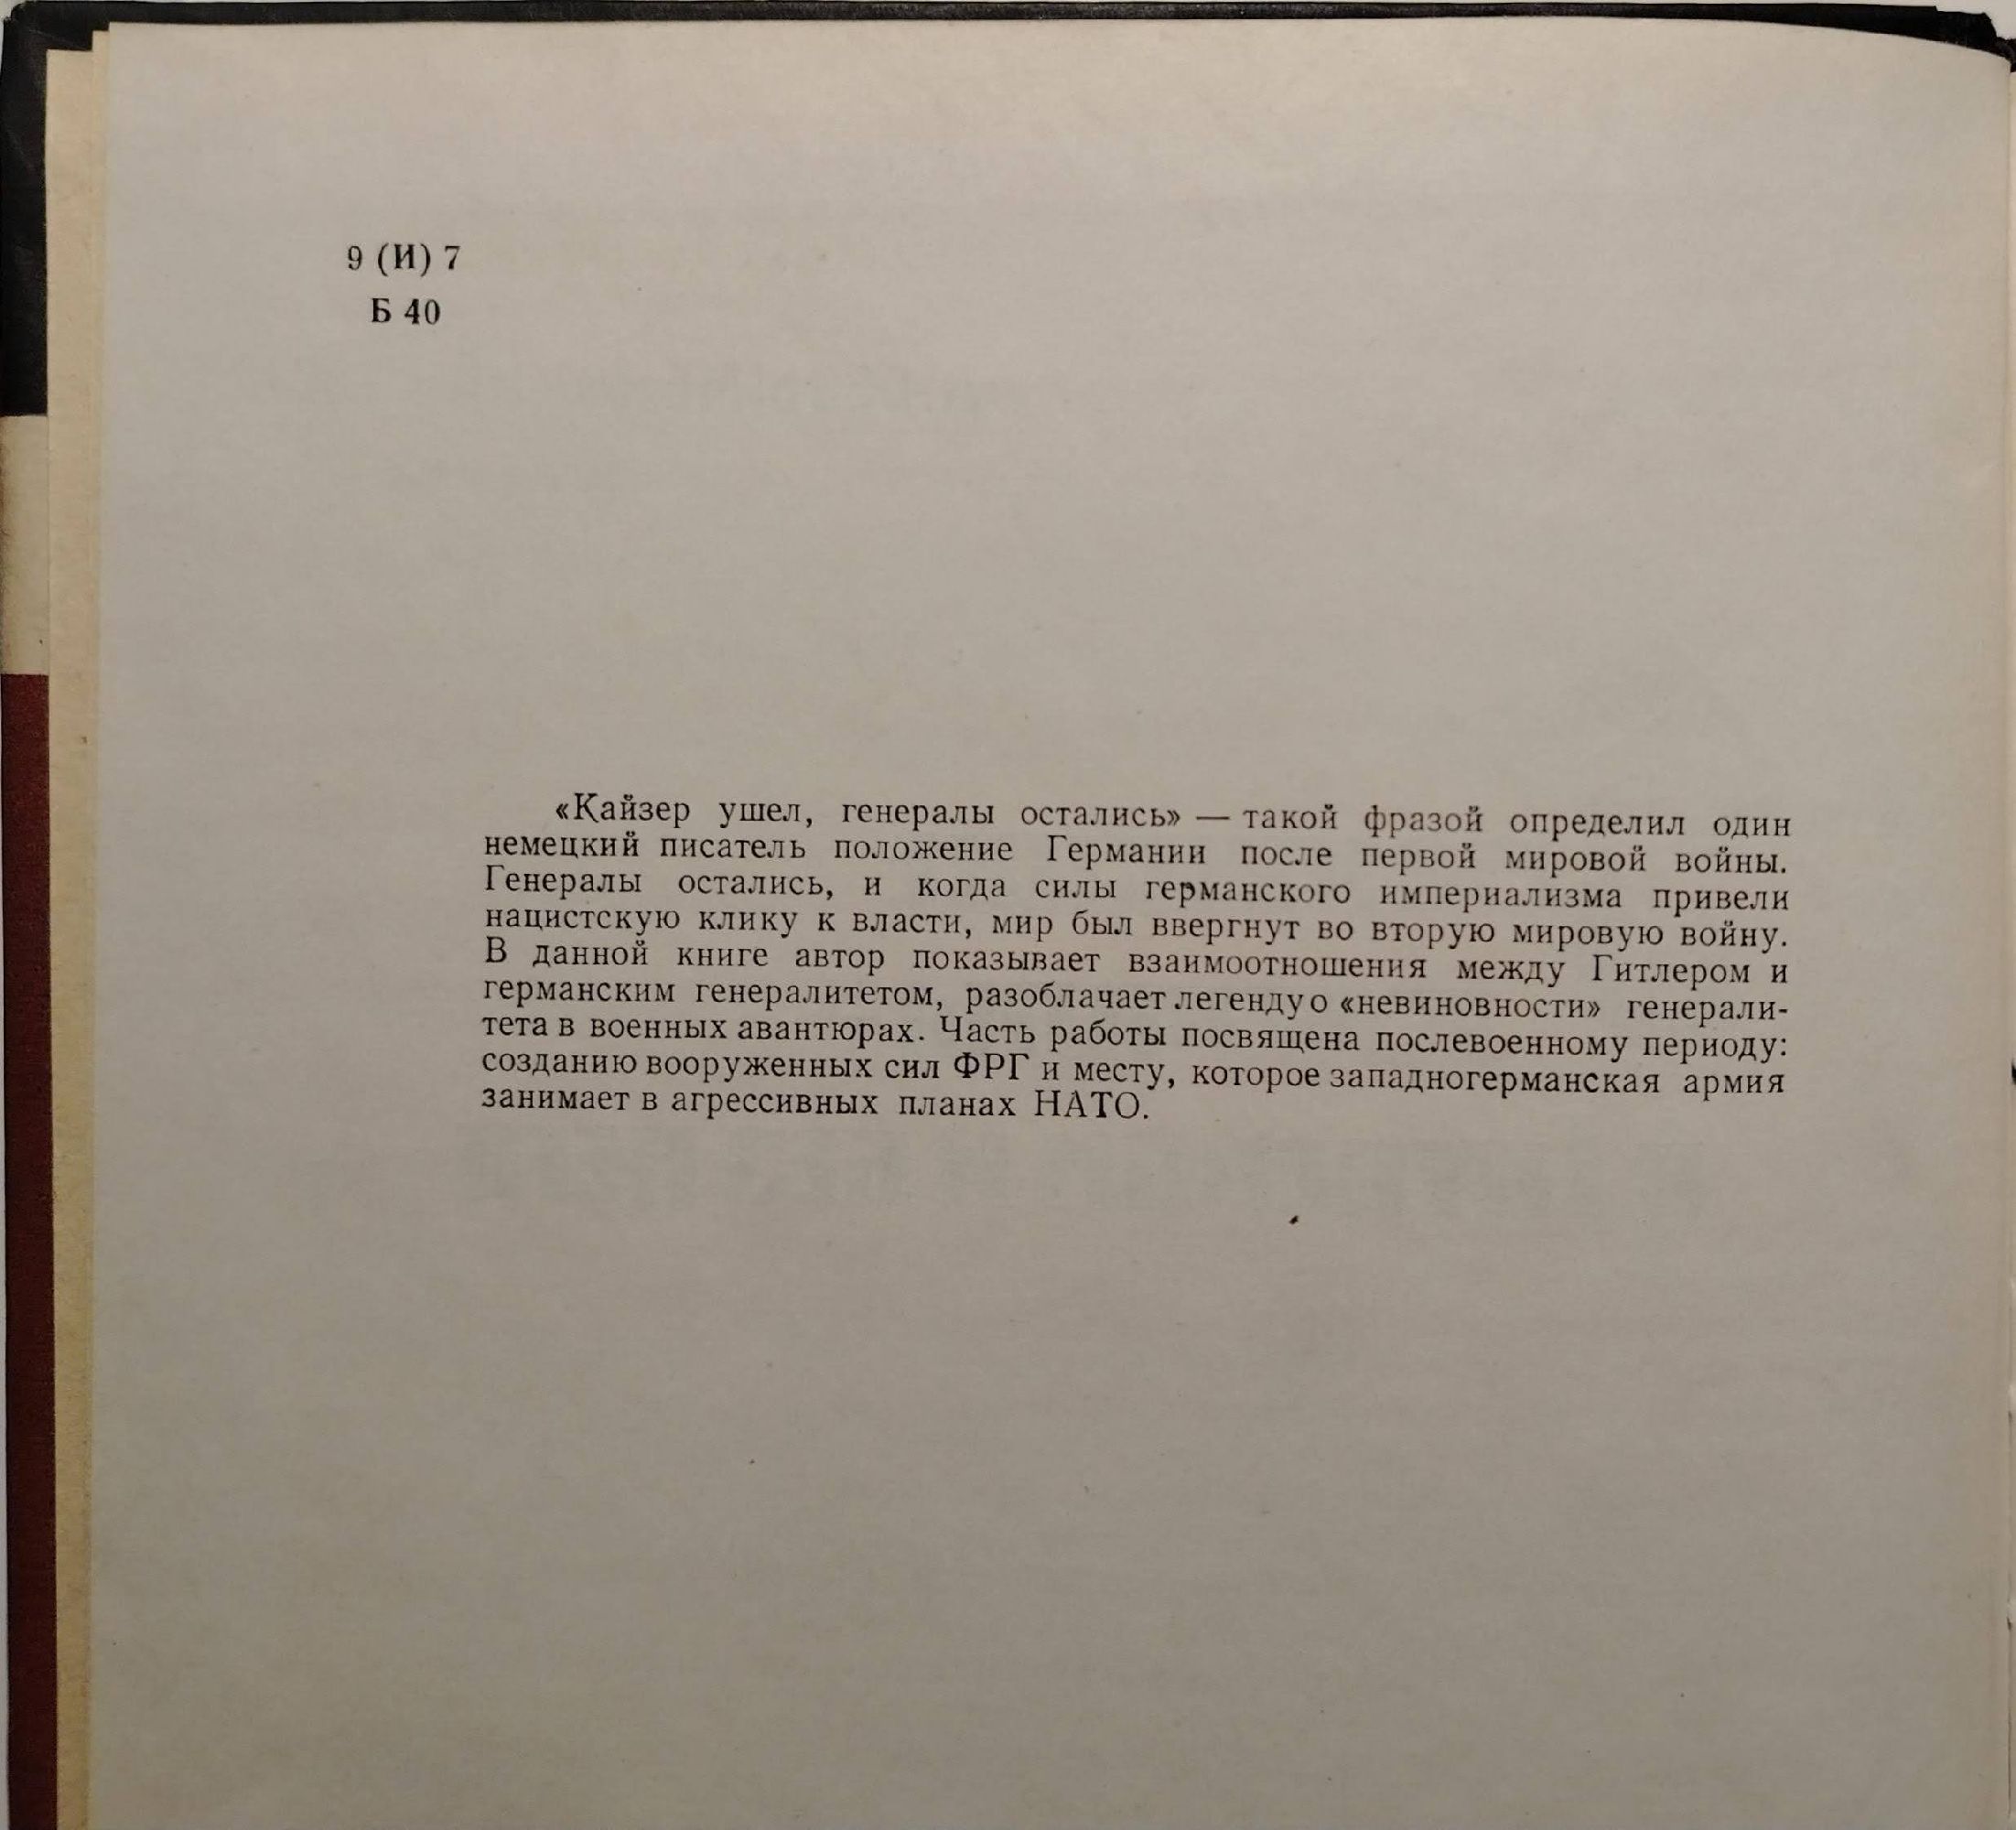 9 (И) 7
Б 40
«Кайзер ушел, генералы остались» — такой фразой определил один
немецкий писатель положение Германии после первой мировой войны.
Генералы остались, и когда силы германского империализма привели
нацистскую клику к власти, мир был ввергнут во вторую мировую войну.
В данной книге автор показывает взаимоотношения между Гитлером и
германским генералитетом, разоблачает легенду о «невиновности» генерали-
тета в военных авантюрах. Часть работы посвящена послевоенному периоду:
созданию вооруженных сил ФРГ и месту, которое западногерманская армия
занимает в агрессивных планах НАТО.